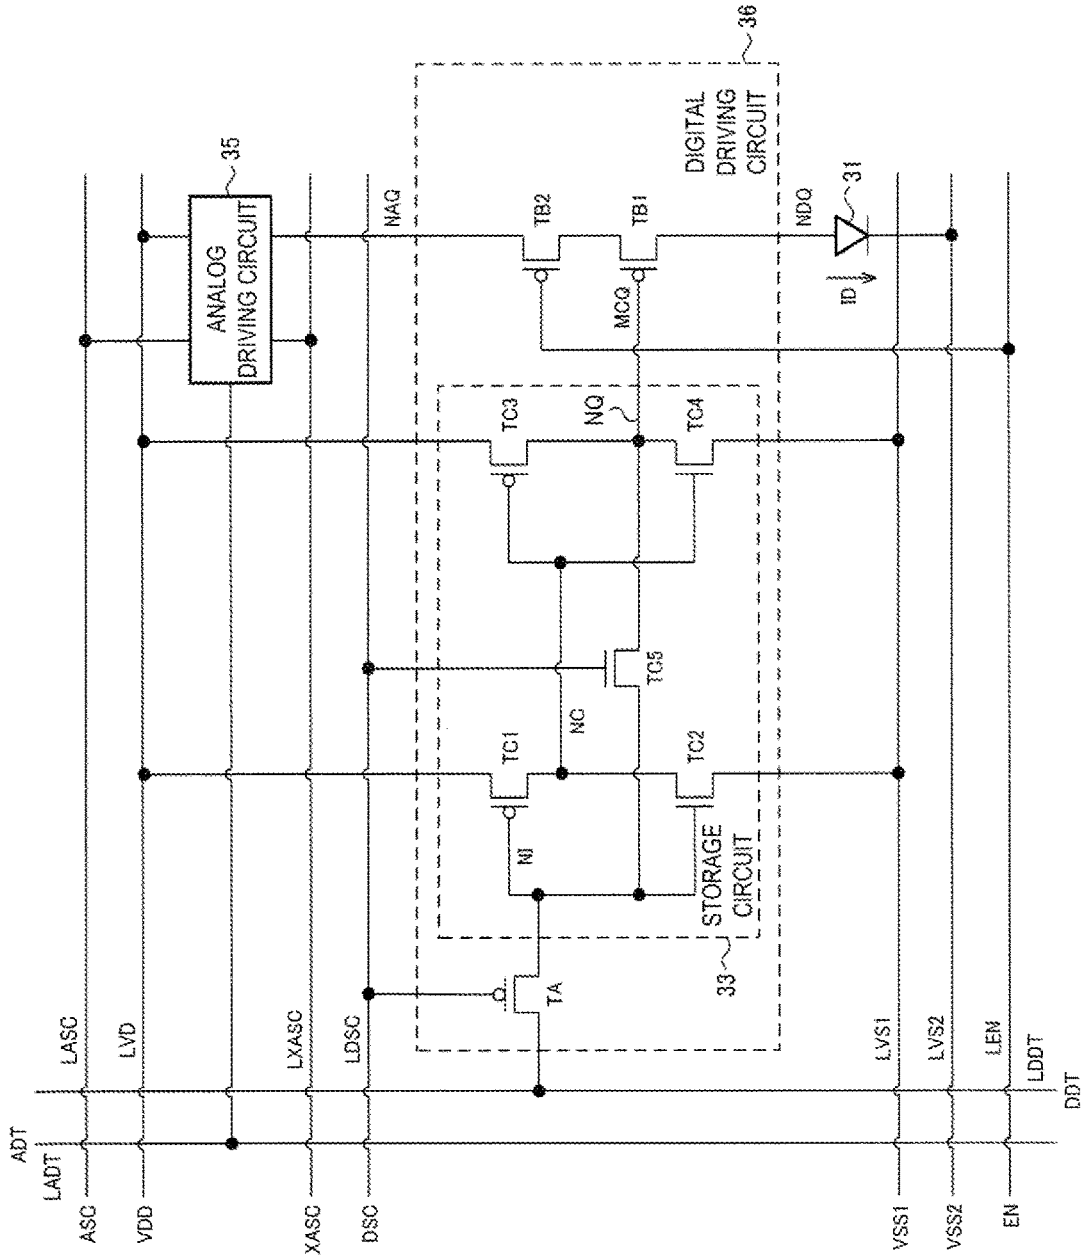 ADT
LADT
LASC
ASC
LVD
VDD
35
ANALOG
DRIVING CIRCUIT
LXASC
XASC
LDSC
DSC
NAQ
TC1
TC3
TB2
NI
TA
NC
NQ
MCQ
TB1
TC5
TC2
TC4
DIGITAL
DRIVING
CIRCUIT
STORAGE
CIRCUIT
33
36
NDQ
31
ID
LVS1
VSS1
LVS2
VSS2
LEN
EN
LDDT
DDT